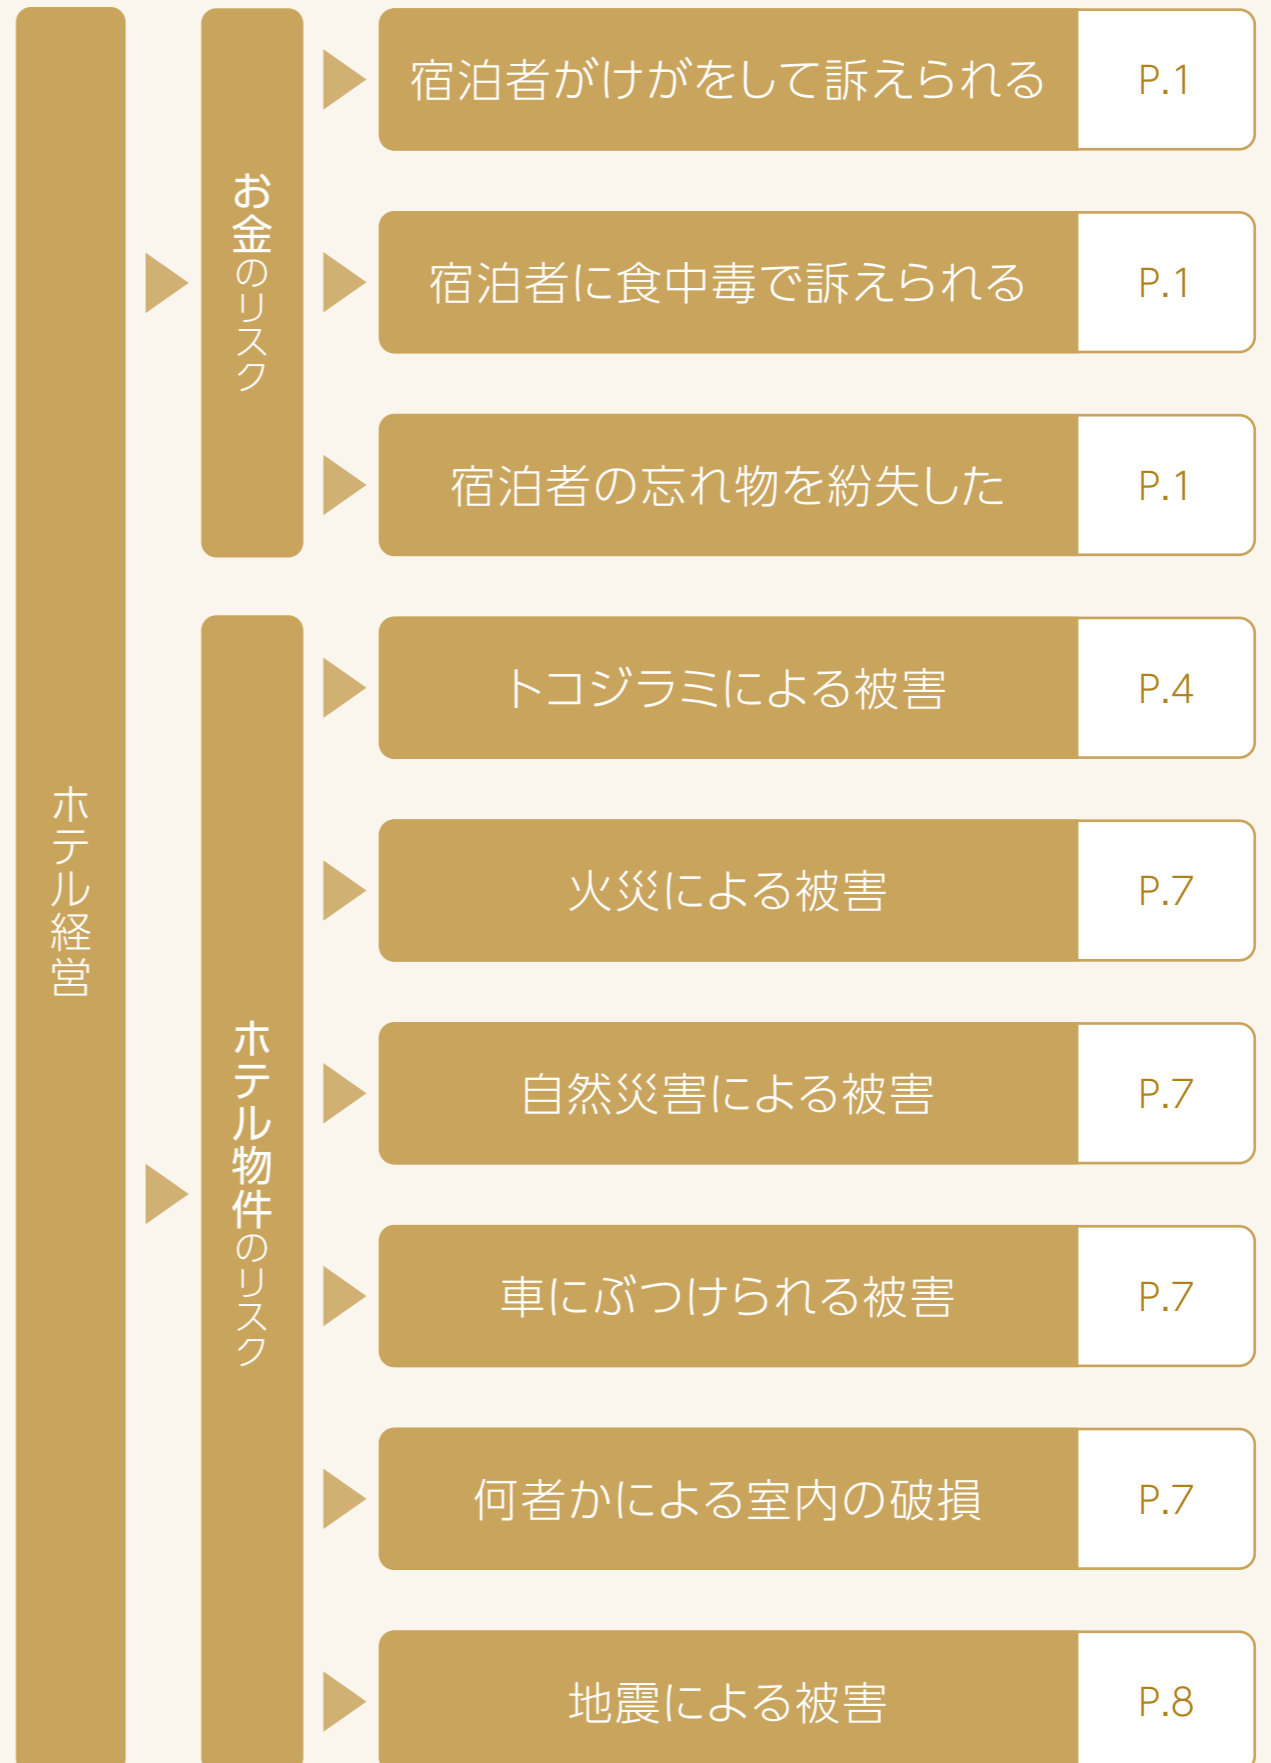 ホテル経営
お金のリスク
宿泊者がけがをして訴えられる P.1
宿泊者に食中毒で訴えられる P.1
宿泊者の忘れ物を紛失した P.1
ホテル物件のリスク
トコジラミによる被害 P.4
火災による被害 P.7
自然災害による被害 P.7
車にぶつけられる被害 P.7
何者かによる室内の破損 P.7
地震による被害 P.8